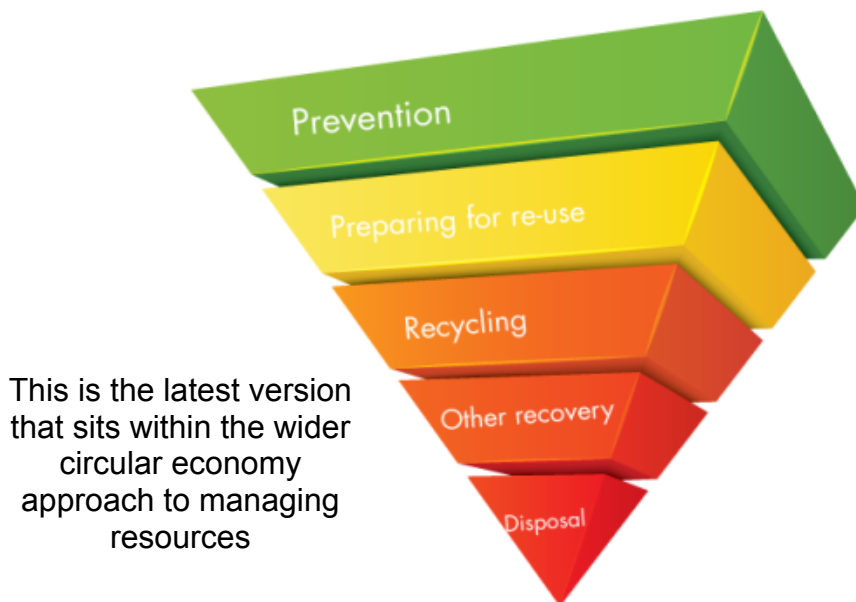 Prevention
Preparing for re-use
Recycling
Other recovery
Disposal
This is the latest version
that sits within the wider
circular economy
approach to managing
resources